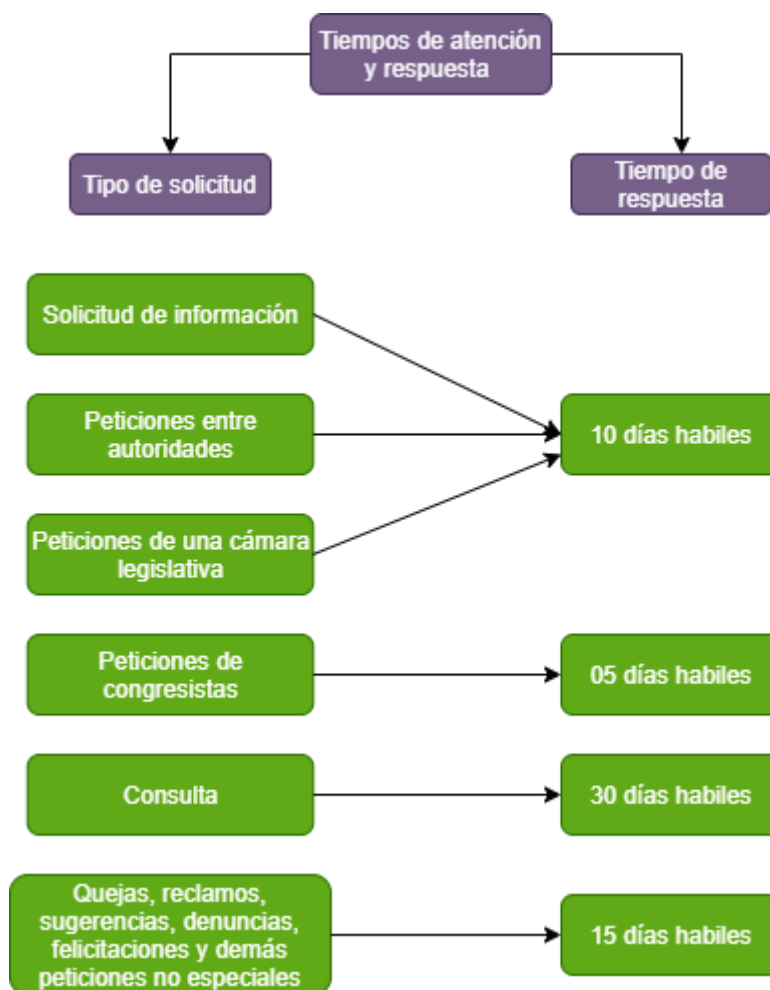 Tiempos de atención
y respuesta
Tipo de solicitud
Tiempo de
respuesta
Solicitud de información
Peticiones entre
autoridades
10 días habiles
Peticiones de una cámara
legislativa
Peticiones de
congresistas
05 días habiles
Consulta
30 días habiles
Quejas, reclamos,
sugerencias, denuncias,
felicitaciones y demás
peticiones no especiales
15 días habiles